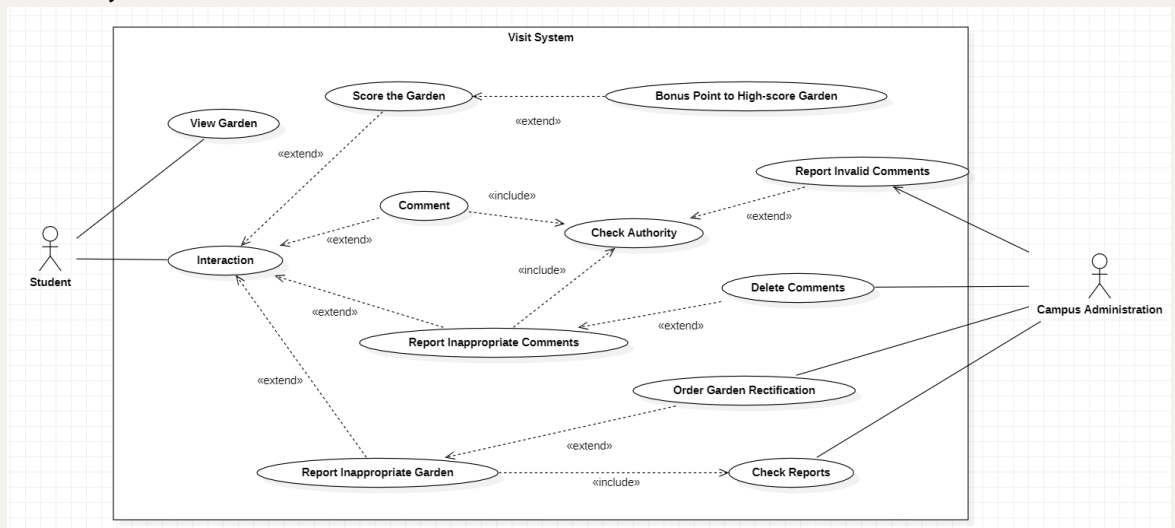 Visit System
Score the Garden
Bonus Point to High-score Garden
«extend»
View Garden
«extend»
Report Invalid Comments
«include»
Comment
«extend»
Check Authority
«extend»
Interaction
«include»
Student
Delete Comments
Campus Administration
«extend»
«extend»
Report Inappropriate Comments
«extend»
Order Garden Rectification
«extend»
Report Inappropriate Garden
«include»
Check Reports